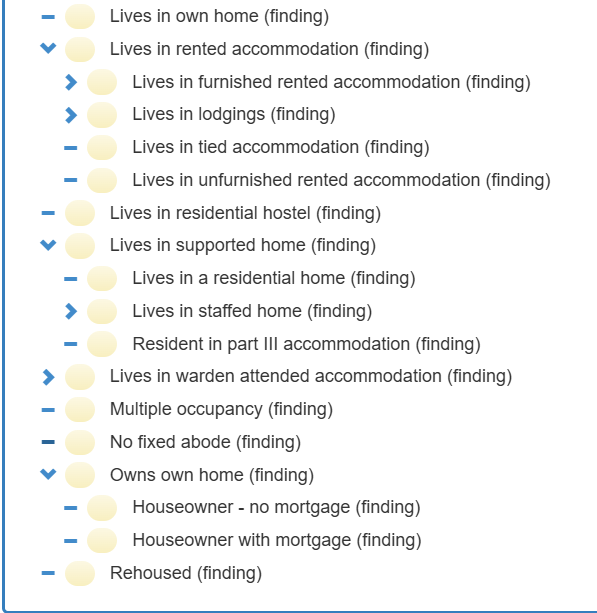 Lives in own home (finding)
Lives in rented accommodation (finding)
Lives in furnished rented accommodation (finding)
Lives in lodgings (finding)
Lives in tied accommodation (finding)
Lives in unfurnished rented accommodation (finding)
Lives in residential hostel (finding)
Lives in supported home (finding)
Lives in a residential home (finding)
Lives in staffed home (finding)
Resident in part III accommodation (finding)
Lives in warden attended accommodation (finding)
Multiple occupancy (finding)
No fixed abode (finding)
Owns own home (finding)
Houseowner - no mortgage (finding)
Houseowner with mortgage (finding)
Rehoused (finding)